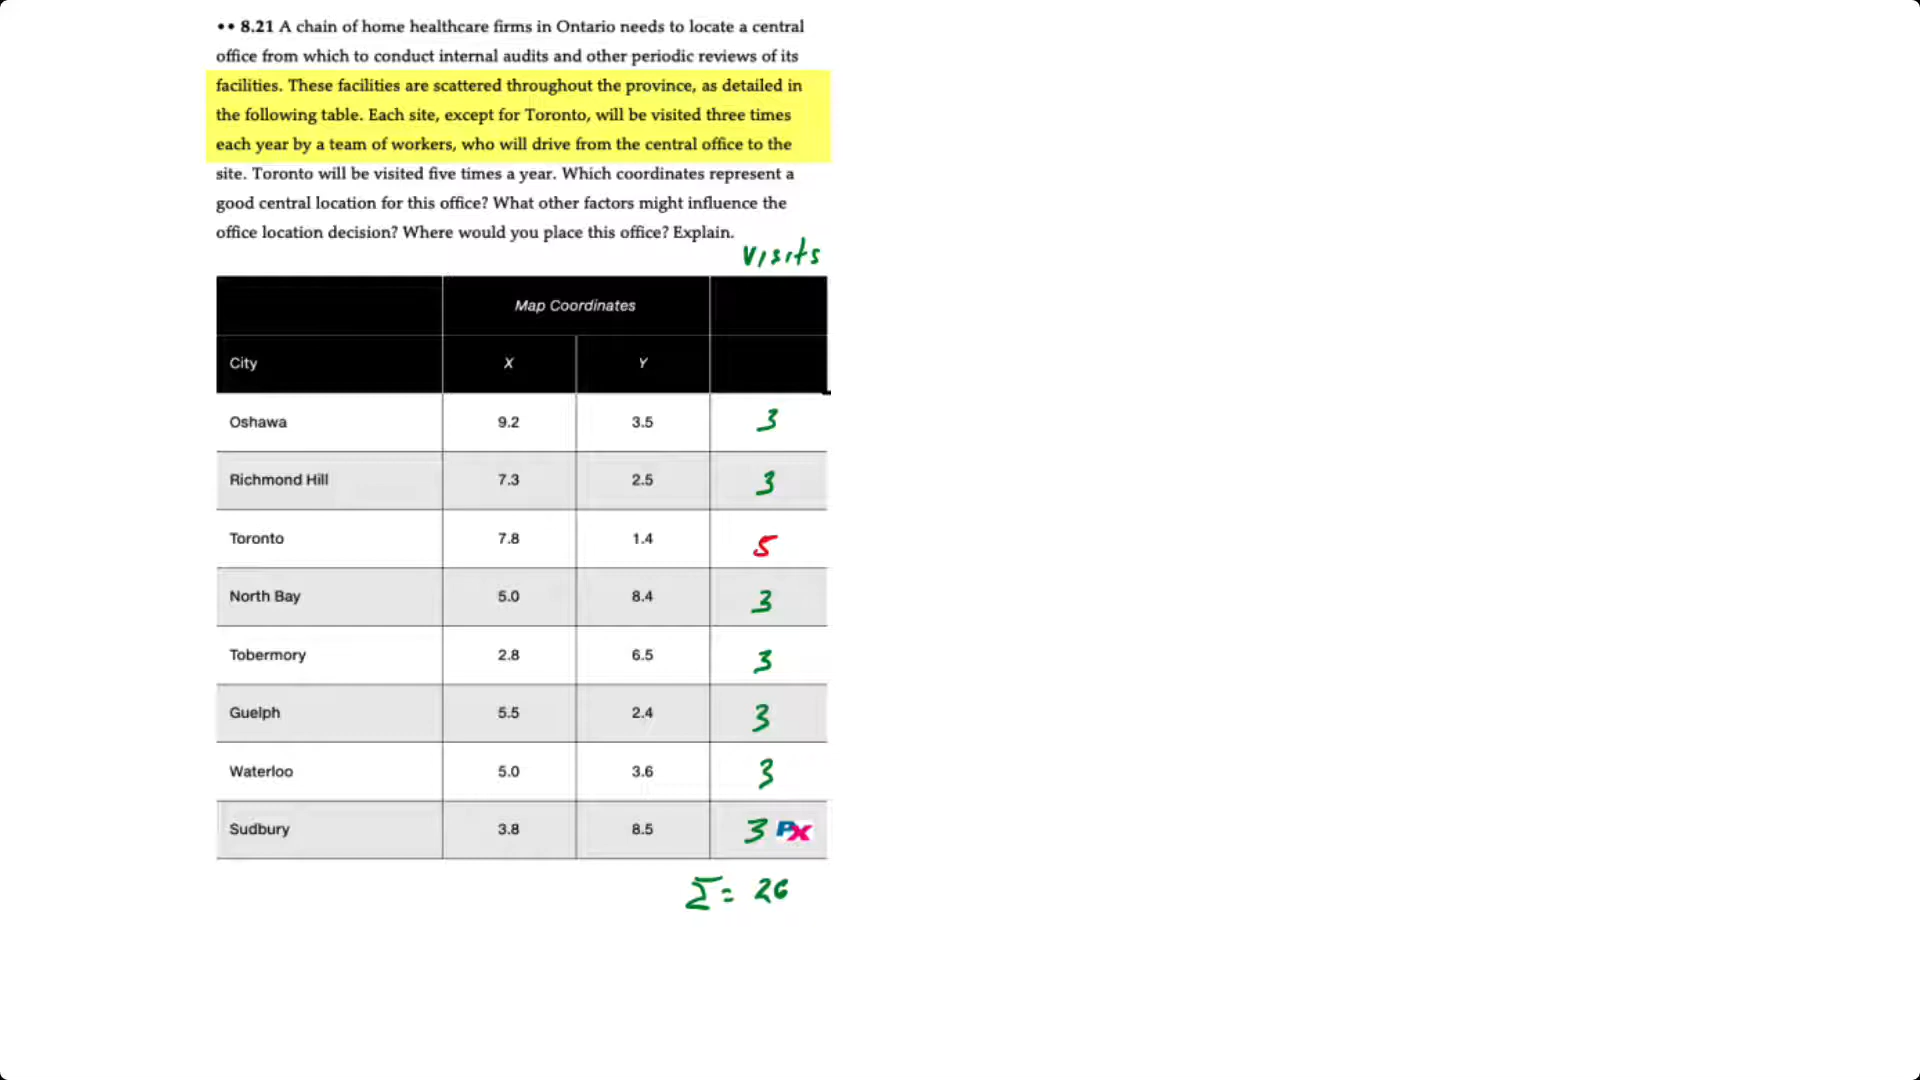 •• 8.21 A chain of home healthcare firms in Ontario needs to locate a central
office from which to conduct internal audits and other periodic reviews of its
facilities. These facilities are scattered throughout the province, as detailed in
the following table. Each site, except for Toronto, will be visited three times
each year by a team of workers, who will drive from the central office to the
site. Toronto will be visited five times a year. Which coordinates represent a
good central location for this office? What other factors might influence the
office location decision? Where would you place this office? Explain.
Visits
Map Coordinates
City X Y
Oshawa 9.2 3.5 3
Richmond Hill 7.3 2.5 3
Toronto 7.8 1.4 5
North Bay 5.0 8.4 3
Tobermory 2.8 6.5 3
Guelph 5.5 2.4 3
Waterloo 5.0 3.6 3
Sudbury 3.8 8.5 3 PX
Σ = 26